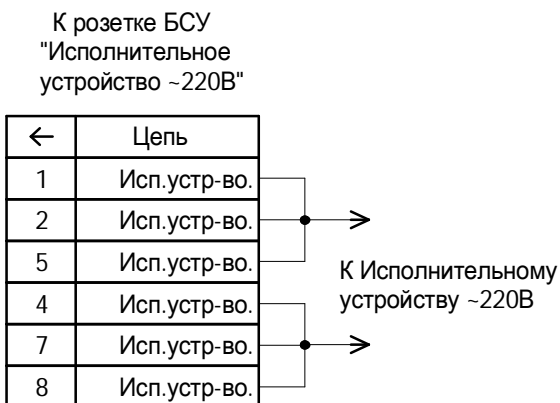 К розетке БСУ
"Исполнительное
устройство ~220В"
← Цепь
1 Исп.устр-во.
2 Исп.устр-во.
5 Исп.устр-во.
4 Исп.устр-во.
7 Исп.устр-во.
8 Исп.устр-во.
К Исполнительному
устройству ~220В